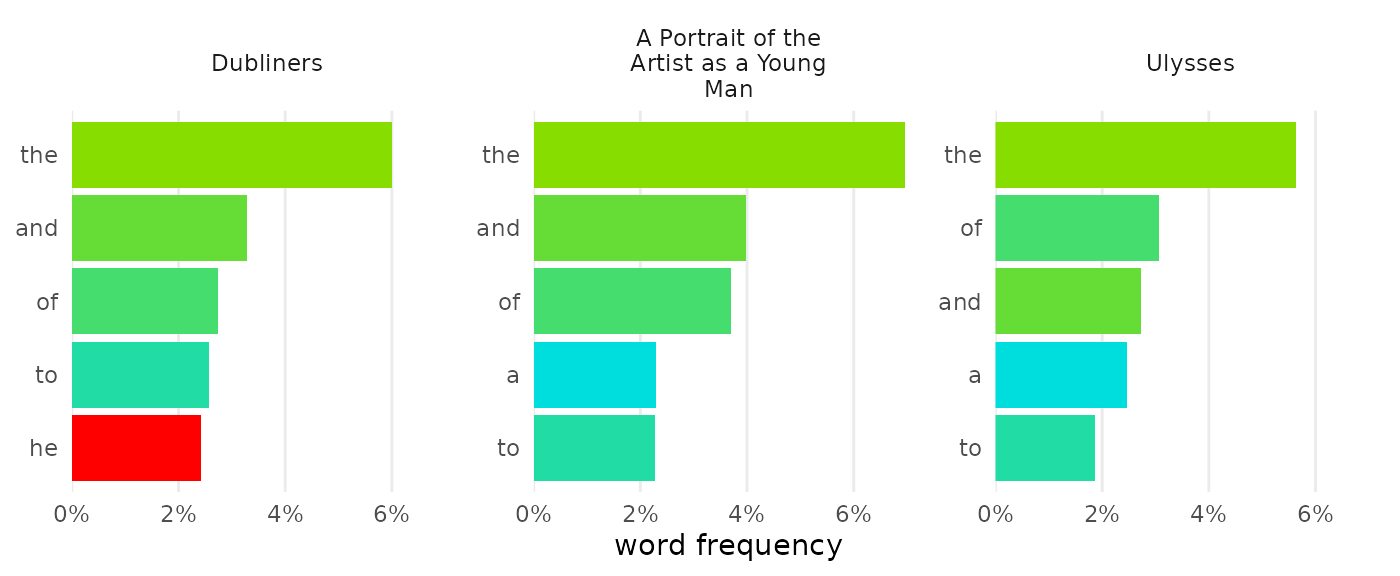 Dubliners
the
and
of
to
he
0% 2% 4% 6%
A Portrait of the
Artist as a Young
Man
the
and
of
a
to
0% 2% 4% 6%
Ulysses
the
of
and
a
to
0% 2% 4% 6%
word frequency